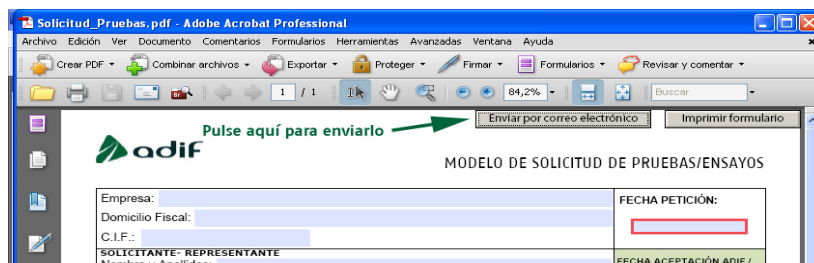 Solicitud_Pruebas.pdf - Adobe Acrobat Professional
Archivo Edición Ver Documento Comentarios Formularios Herramientas Avanzadas Ventana Ayuda
Crear PDF Combinar archivos Exportar Proteger Firmar Formularios Revisar y comentar
1 / 1 84,2% Buscar
Enviar por correo electrónico Imprimir formulario
Pulse aquí para enviarlo
adif
MODELO DE SOLICITUD DE PRUEBAS/ENSAYOS
Empresa: FECHA PETICIÓN:
Domicilio Fiscal:
C.I.F.:
SOLICITANTE- REPRESENTANTE
Nombre y Apellidos: FECHA ACEPTACIÓN ADIF /